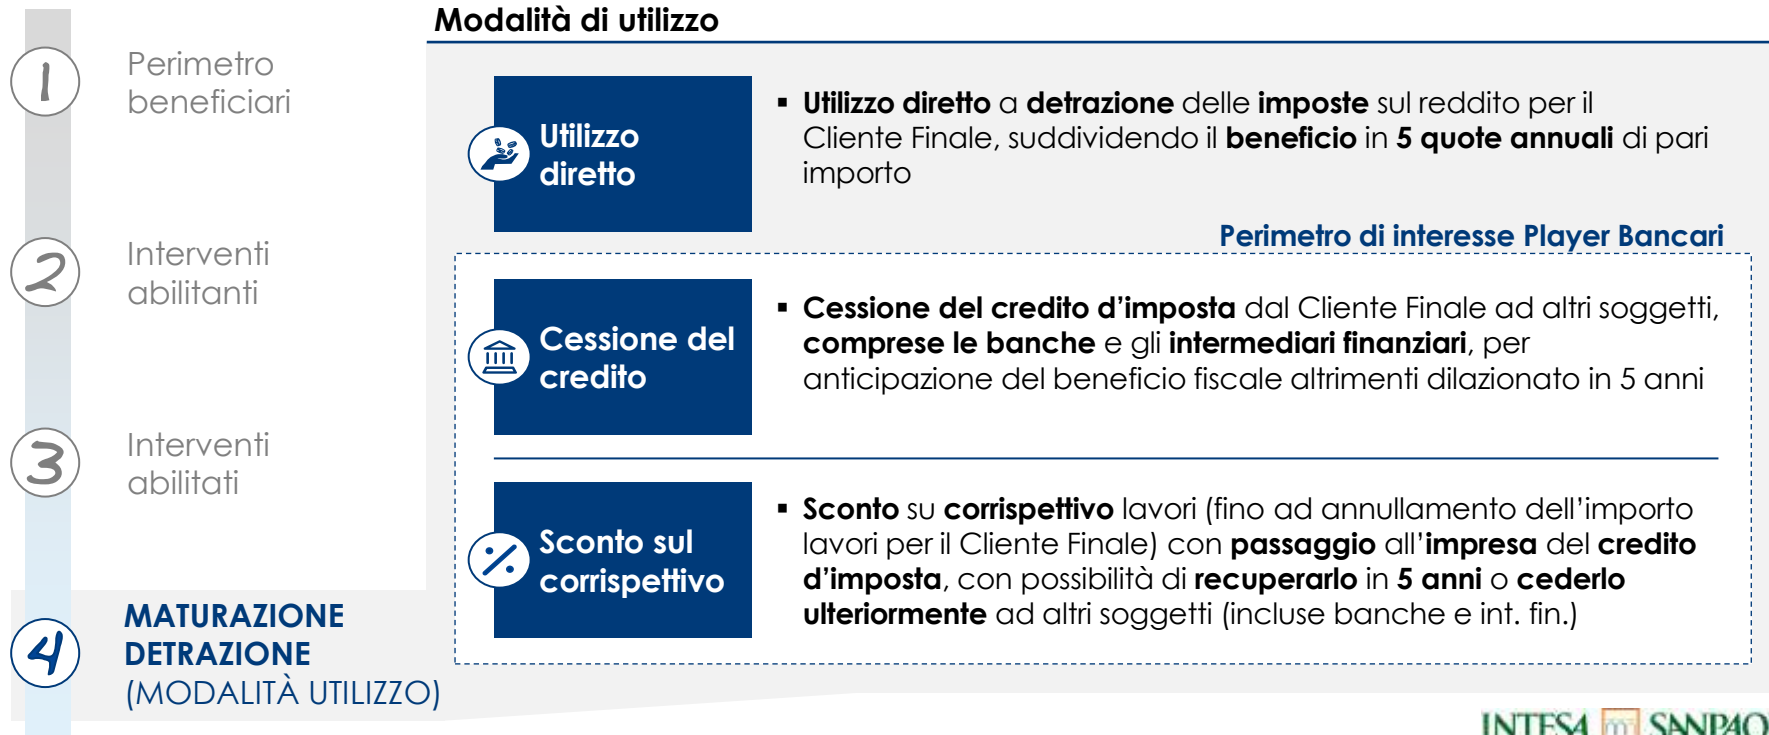 Modalità di utilizzo
1
Perimetro
beneficiari
2
Interventi
abilitanti
3
Interventi
abilitati
4
MATURAZIONE
DETRAZIONE
(MODALITÀ UTILIZZO)
Utilizzo
diretto
▪ Utilizzo diretto a detrazione delle imposte sul reddito per il
Cliente Finale, suddividendo il beneficio in 5 quote annuali di pari
importo
Perimetro di interesse Player Bancari
Cessione del
credito
▪ Cessione del credito d’imposta dal Cliente Finale ad altri soggetti,
comprese le banche e gli intermediari finanziari, per
anticipazione del beneficio fiscale altrimenti dilazionato in 5 anni
Sconto sul
corrispettivo
▪ Sconto su corrispettivo lavori (fino ad annullamento dell’importo
lavori per il Cliente Finale) con passaggio all’impresa del credito
d’imposta, con possibilità di recuperarlo in 5 anni o cederlo
ulteriormente ad altri soggetti (incluse banche e int. fin.)
INTESA SANPAO